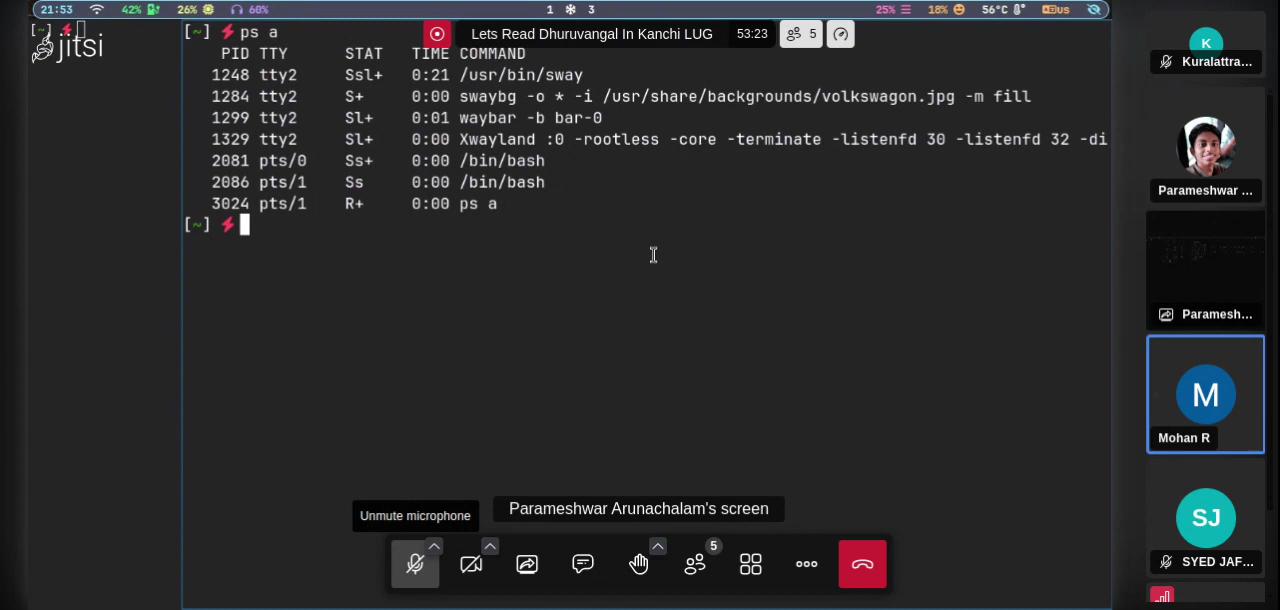 21:53 42% 26% 60% 1 3 25% 18% 56°C us
[~]
jitsi
[~] ps a
Lets Read Dhuruvangal In Kanchi LUG 53:23 5
PID TTY STAT TIME COMMAND
1248 tty2 Ssl+ 0:21 /usr/bin/sway
1284 tty2 S+ 0:00 swaybg -o * -i /usr/share/backgrounds/volkswagon.jpg -m fill
1299 tty2 Sl+ 0:01 waybar -b bar-0
1329 tty2 Sl+ 0:00 Xwayland :0 -rootless -core -terminate -listenfd 30 -listenfd 32 -di
2081 pts/0 Ss+ 0:00 /bin/bash
2086 pts/1 Ss 0:00 /bin/bash
3024 pts/1 R+ 0:00 ps a
[~]
Unmute microphone
Parameshwar Arunachalam's screen
5
K
Kuralattra...
Parameshwar ...
Paramesh...
M
Mohan R
SJ
SYED JAF...